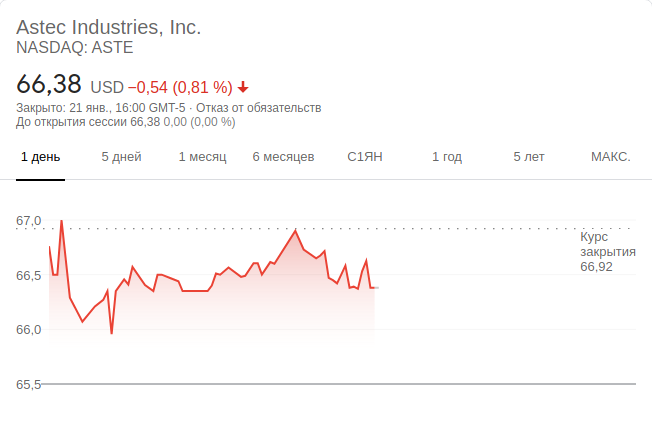 Astec Industries, Inc.
NASDAQ: ASTE
66,38 USD −0,54 (0,81 %)
Закрыто: 21 янв., 16:00 GMT-5 · Отказ от обязательств
До открытия сессии 66,38 0,00 (0,00 %)
1 день 5 дней 1 месяц 6 месяцев С1ЯН 1 год 5 лет МАКС.
67,0
Курс
закрытия
66,92
66,5
66,0
65,5